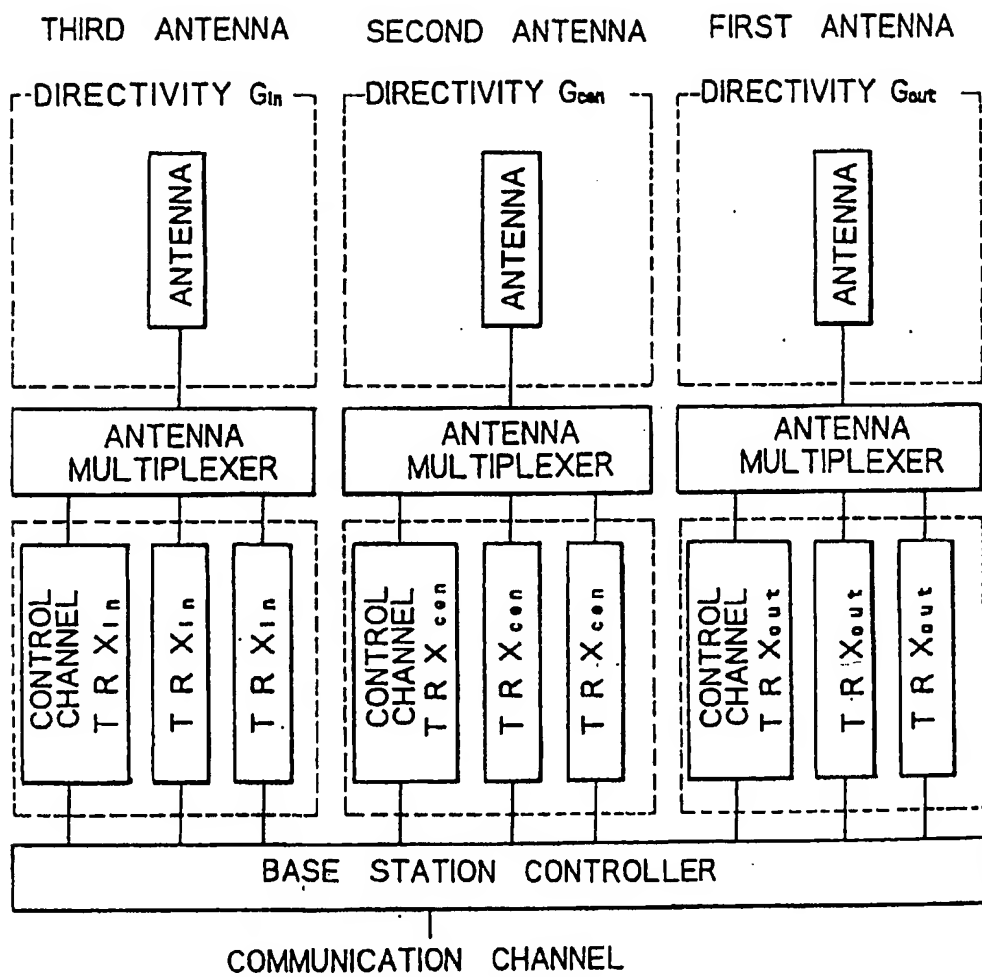 THIRD ANTENNA
SECOND ANTENNA
FIRST ANTENNA
DIRECTIVITY Gin
DIRECTIVITY Gcen
DIRECTIVITY Gout
ANTENNA
ANTENNA
ANTENNA
ANTENNA
MULTIPLEXER
ANTENNA
MULTIPLEXER
ANTENNA
MULTIPLEXER
CONTROL
CHANNEL
TRXin
TRXin
TRXin
CONTROL
CHANNEL
TRXcen
TRXcen
TRXcen
CONTROL
CHANNEL
TRXout
TRXout
TRXout
BASE STATION CONTROLLER
COMMUNICATION CHANNEL